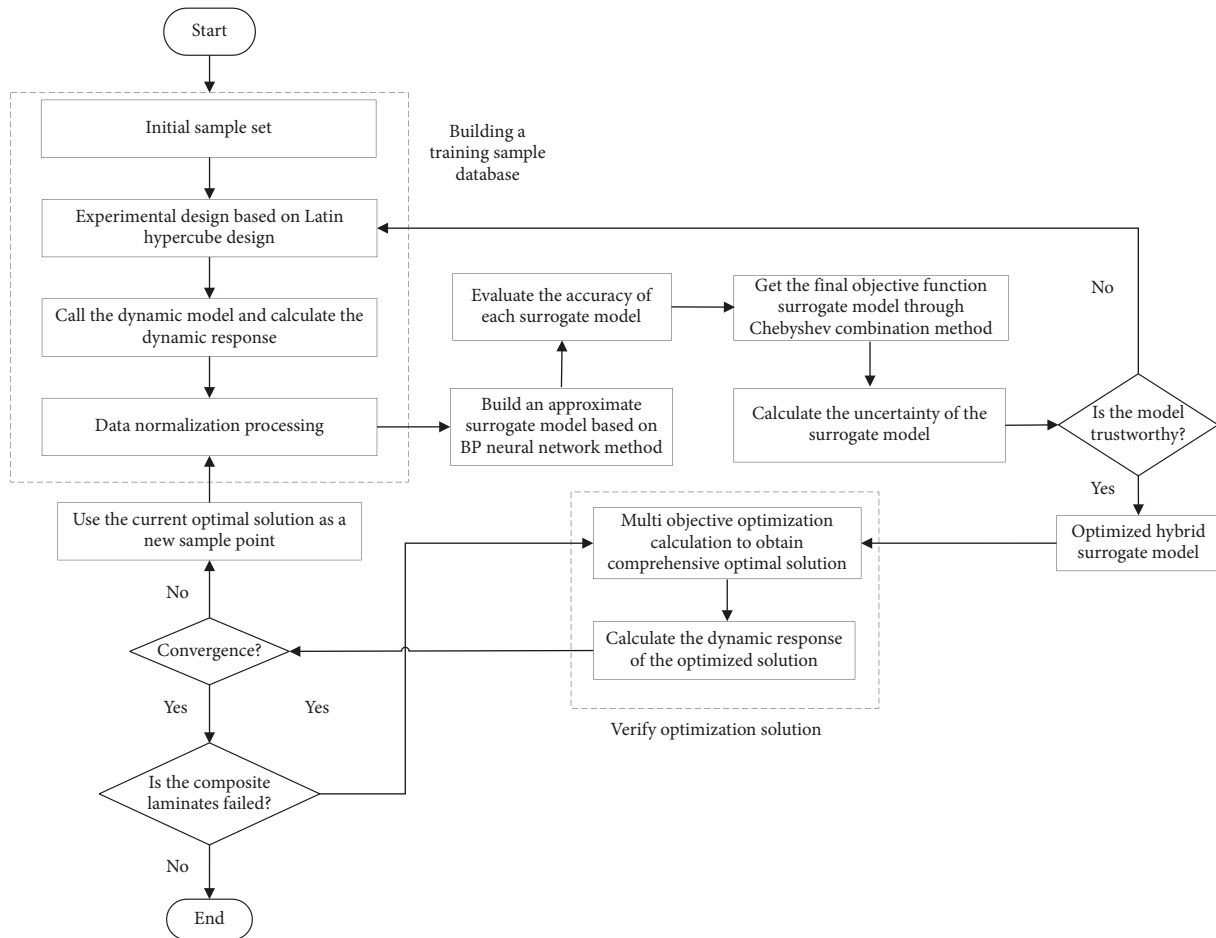 Start
Initial sample set
Building a
training sample
database
Experimental design based on Latin
hypercube design
Call the dynamic model and calculate the
dynamic response
Data normalization processing
Evaluate the accuracy of
each surrogate model
Get the final objective function
surrogate model through
Chebyshev combination method
No
Build an approximate
surrogate model based on
BP neural network method
Calculate the uncertainty of the
surrogate model
Is the model
trustworthy?
Yes
Use the current optimal solution as a
new sample point
Multi objective optimization
calculation to obtain
comprehensive optimal solution
Optimized hybrid
surrogate model
No
Convergence?
Calculate the dynamic response
of the optimized solution
Yes
Yes
Verify optimization solution
Is the composite
laminates failed?
No
End